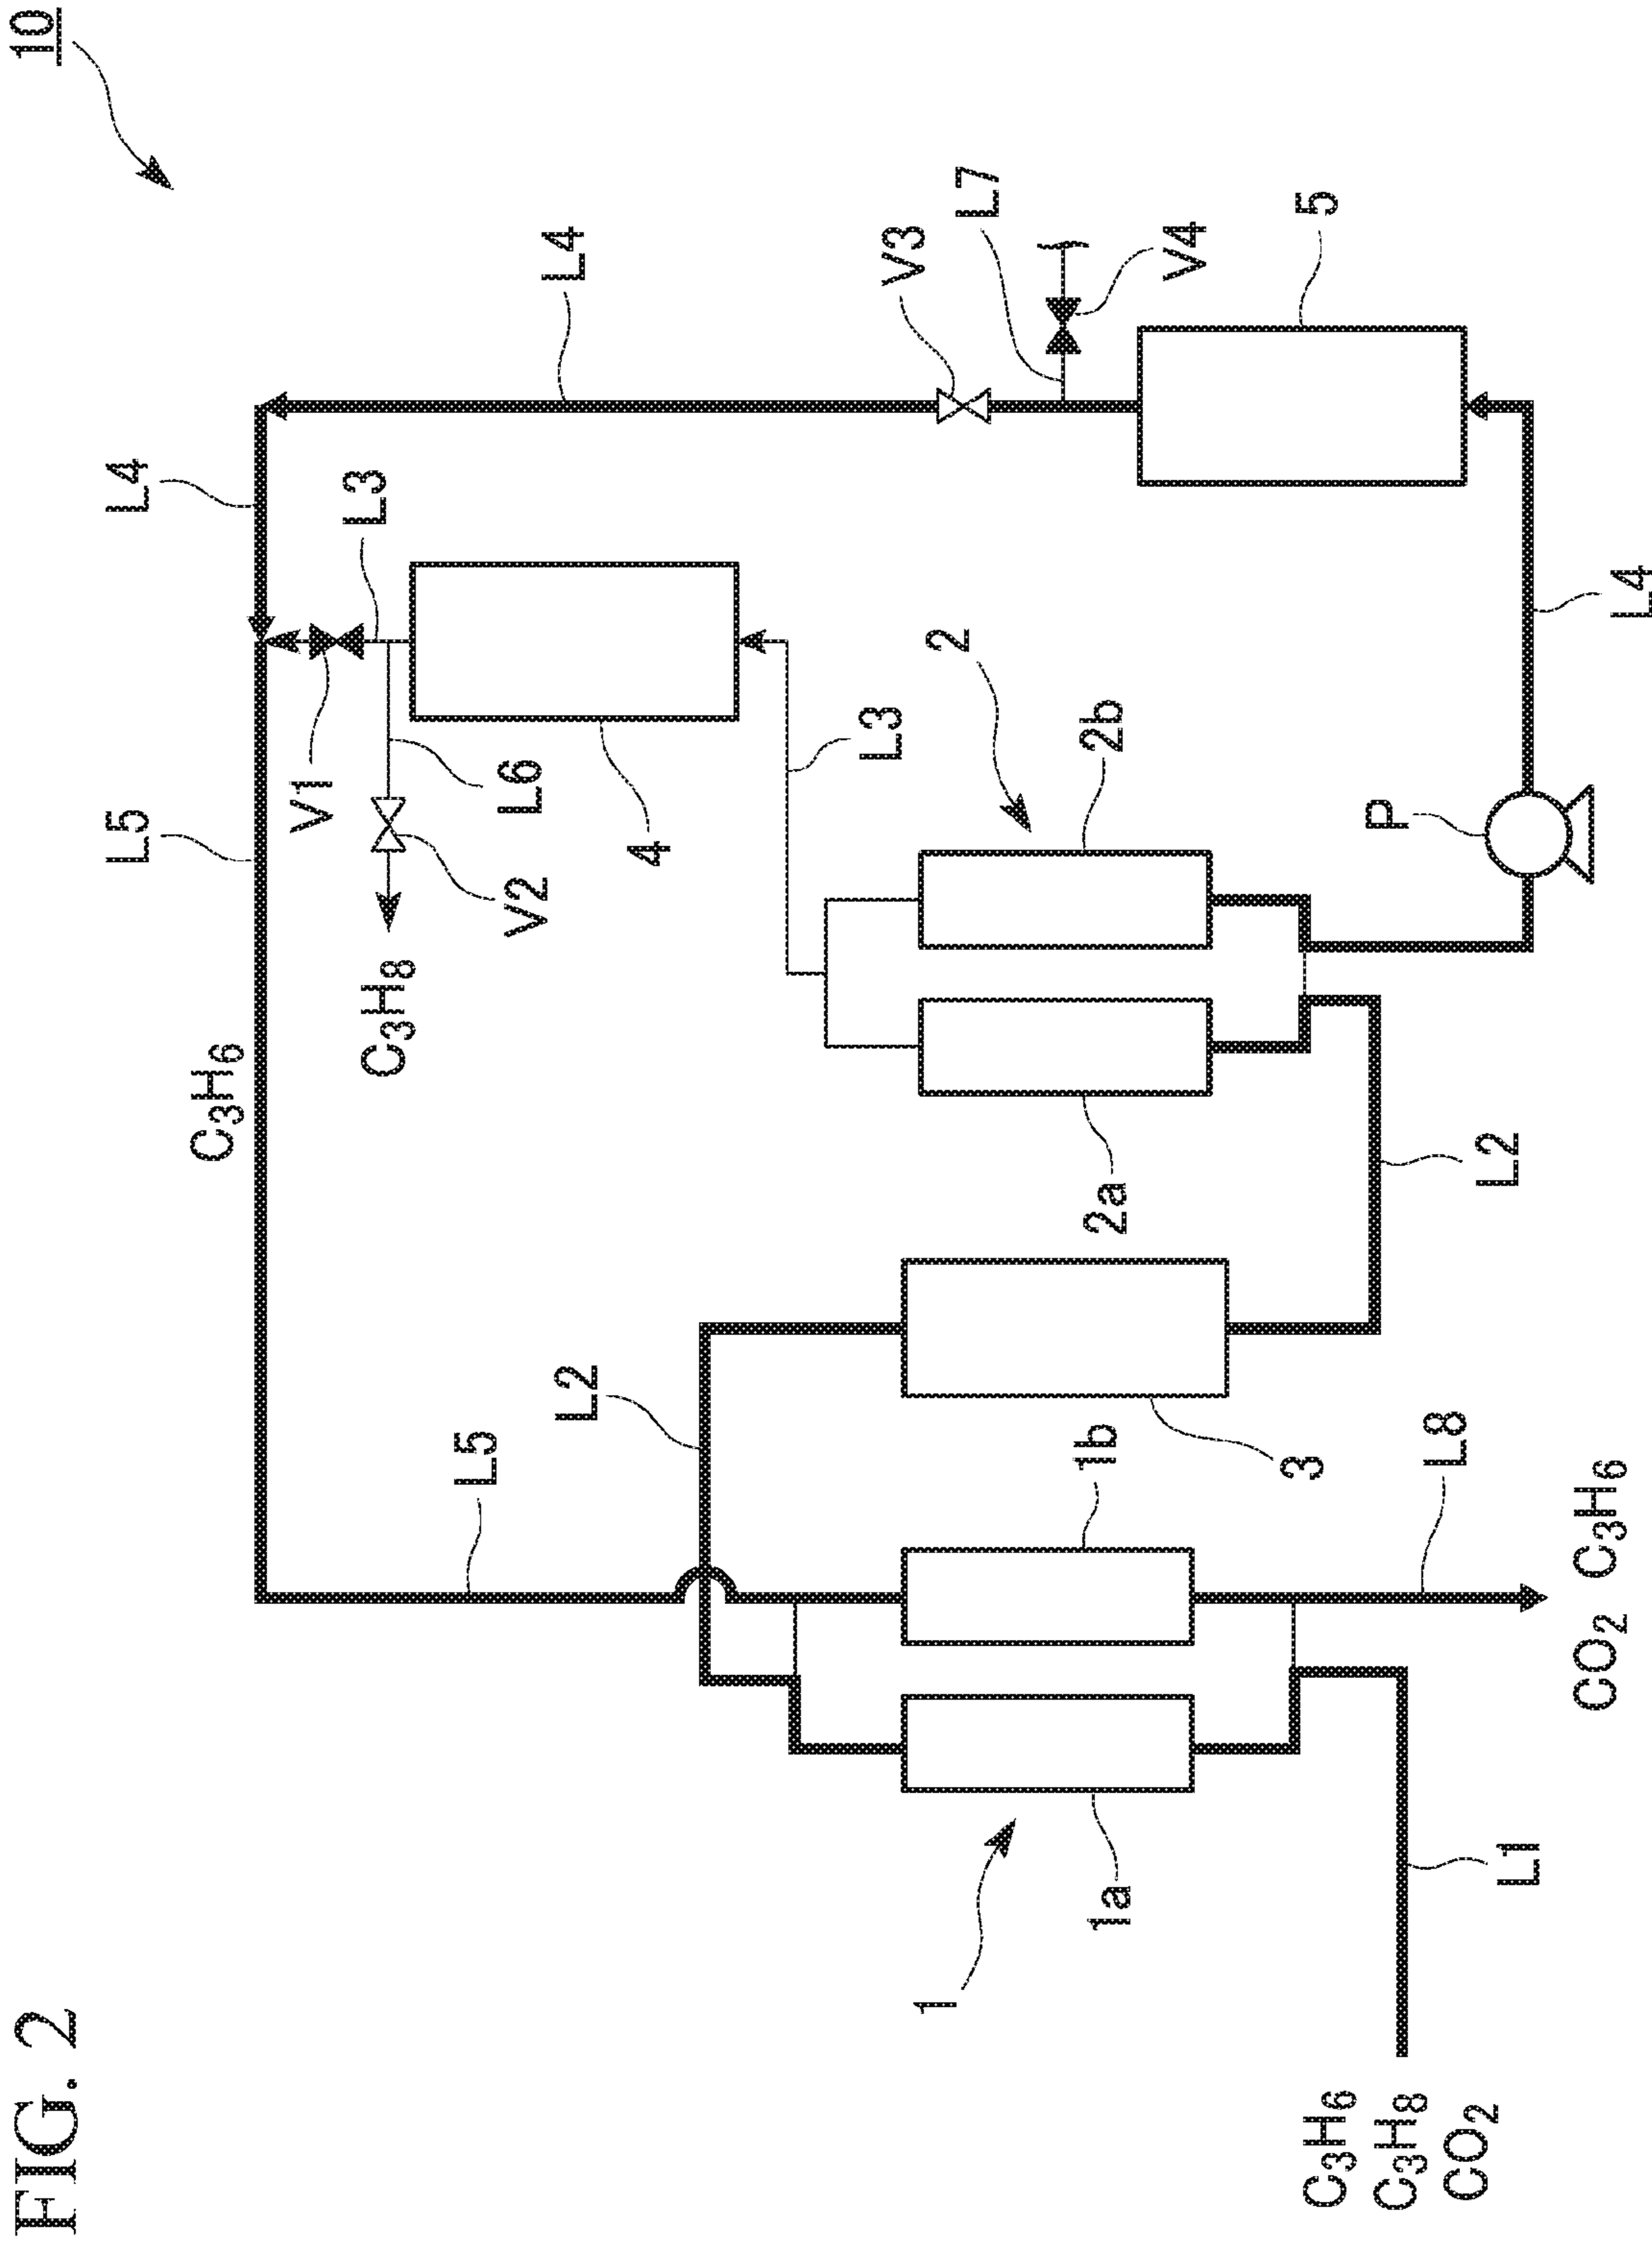 FIG. 2
10
L5
L4
C₃H₆
V1
L3
C₃H₈
L5
V2
L6
L4
L2
4
L3
V3
1
2
L7
1a
1b
2a
2b
V4
3
5
P
C₃H₆
C₃H₈
CO₂
L8
L2
L1
CO₂ C₃H₆
L4